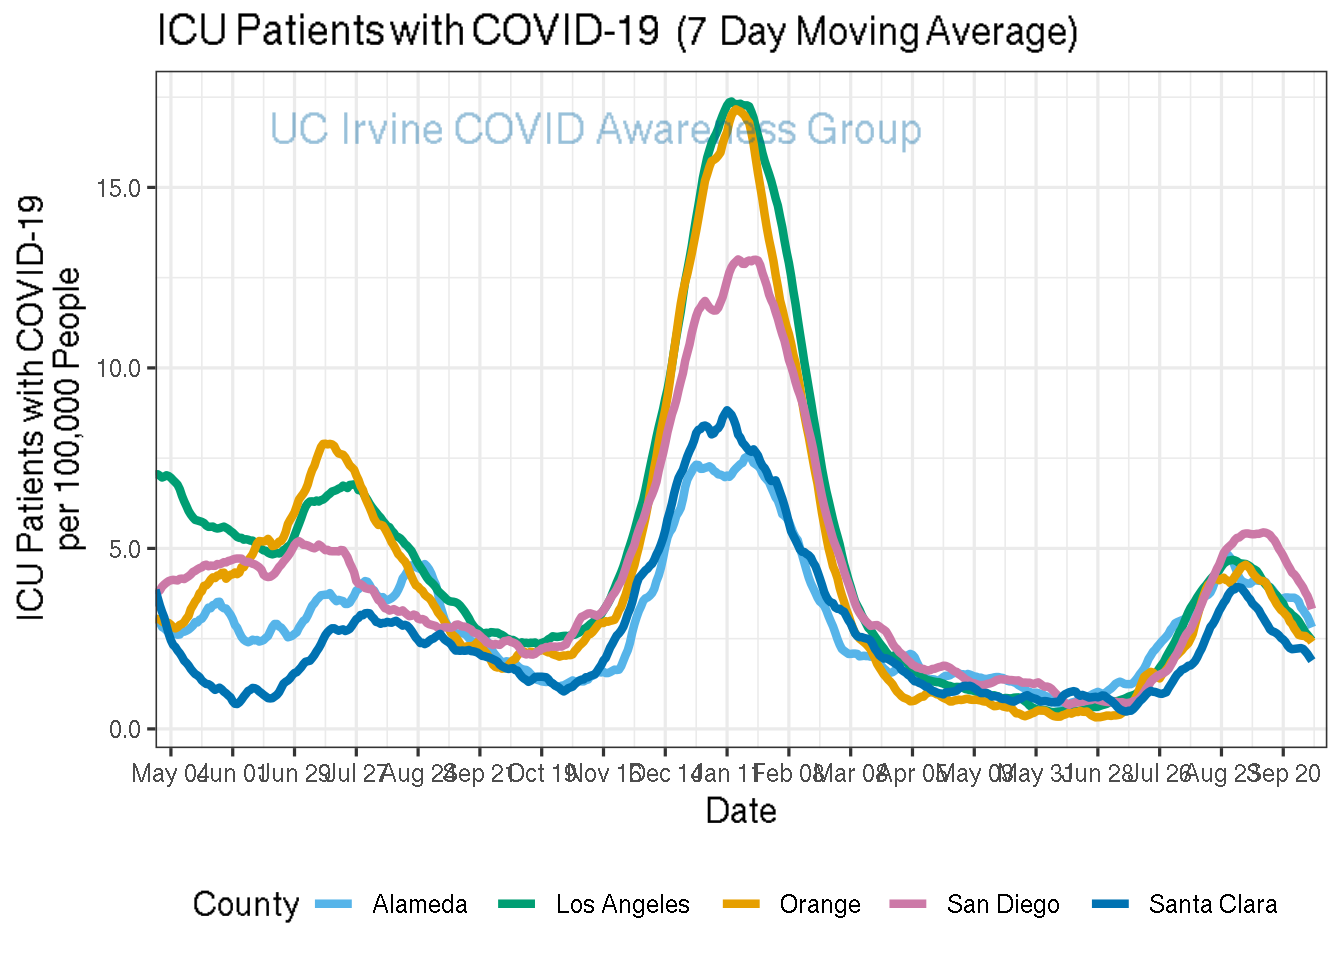 ICU Patients with COVID-19 (7 Day Moving Average)
UC Irvine COVID Awareness Group
ICU Patients with COVID-19
per 100,000 People
15.0
10.0
5.0
0.0
May 04 Jun 01 Jun 29 Jul 27 Aug 24 Sep 21 Oct 19 Nov 16 Dec 14 Jan 11 Feb 08 Mar 08 Apr 05 May 03 May 31 Jun 28 Jul 26 Aug 23 Sep 20
Date
County Alameda Los Angeles Orange San Diego Santa Clara